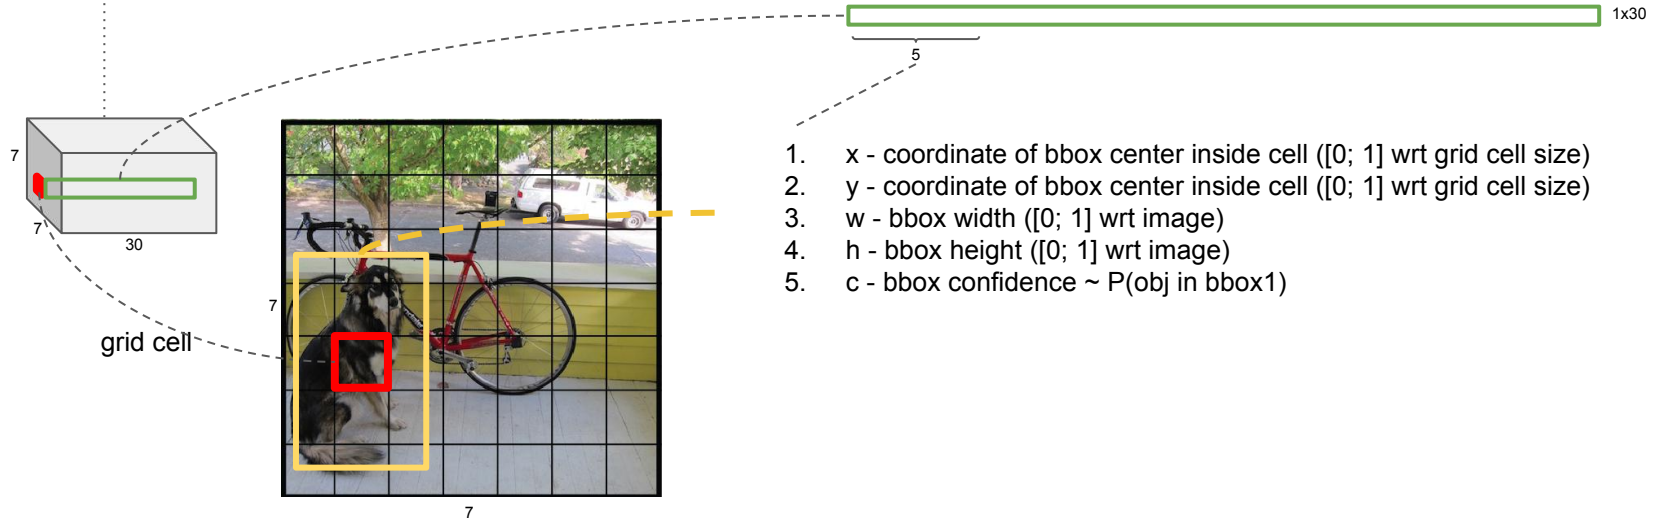 1x30
5
1. x - coordinate of bbox center inside cell ([0; 1] wrt grid cell size)
2. y - coordinate of bbox center inside cell ([0; 1] wrt grid cell size)
3. w - bbox width ([0; 1] wrt image)
4. h - bbox height ([0; 1] wrt image)
5. c - bbox confidence ~ P(obj in bbox1)
7
7
30
7
grid cell
7